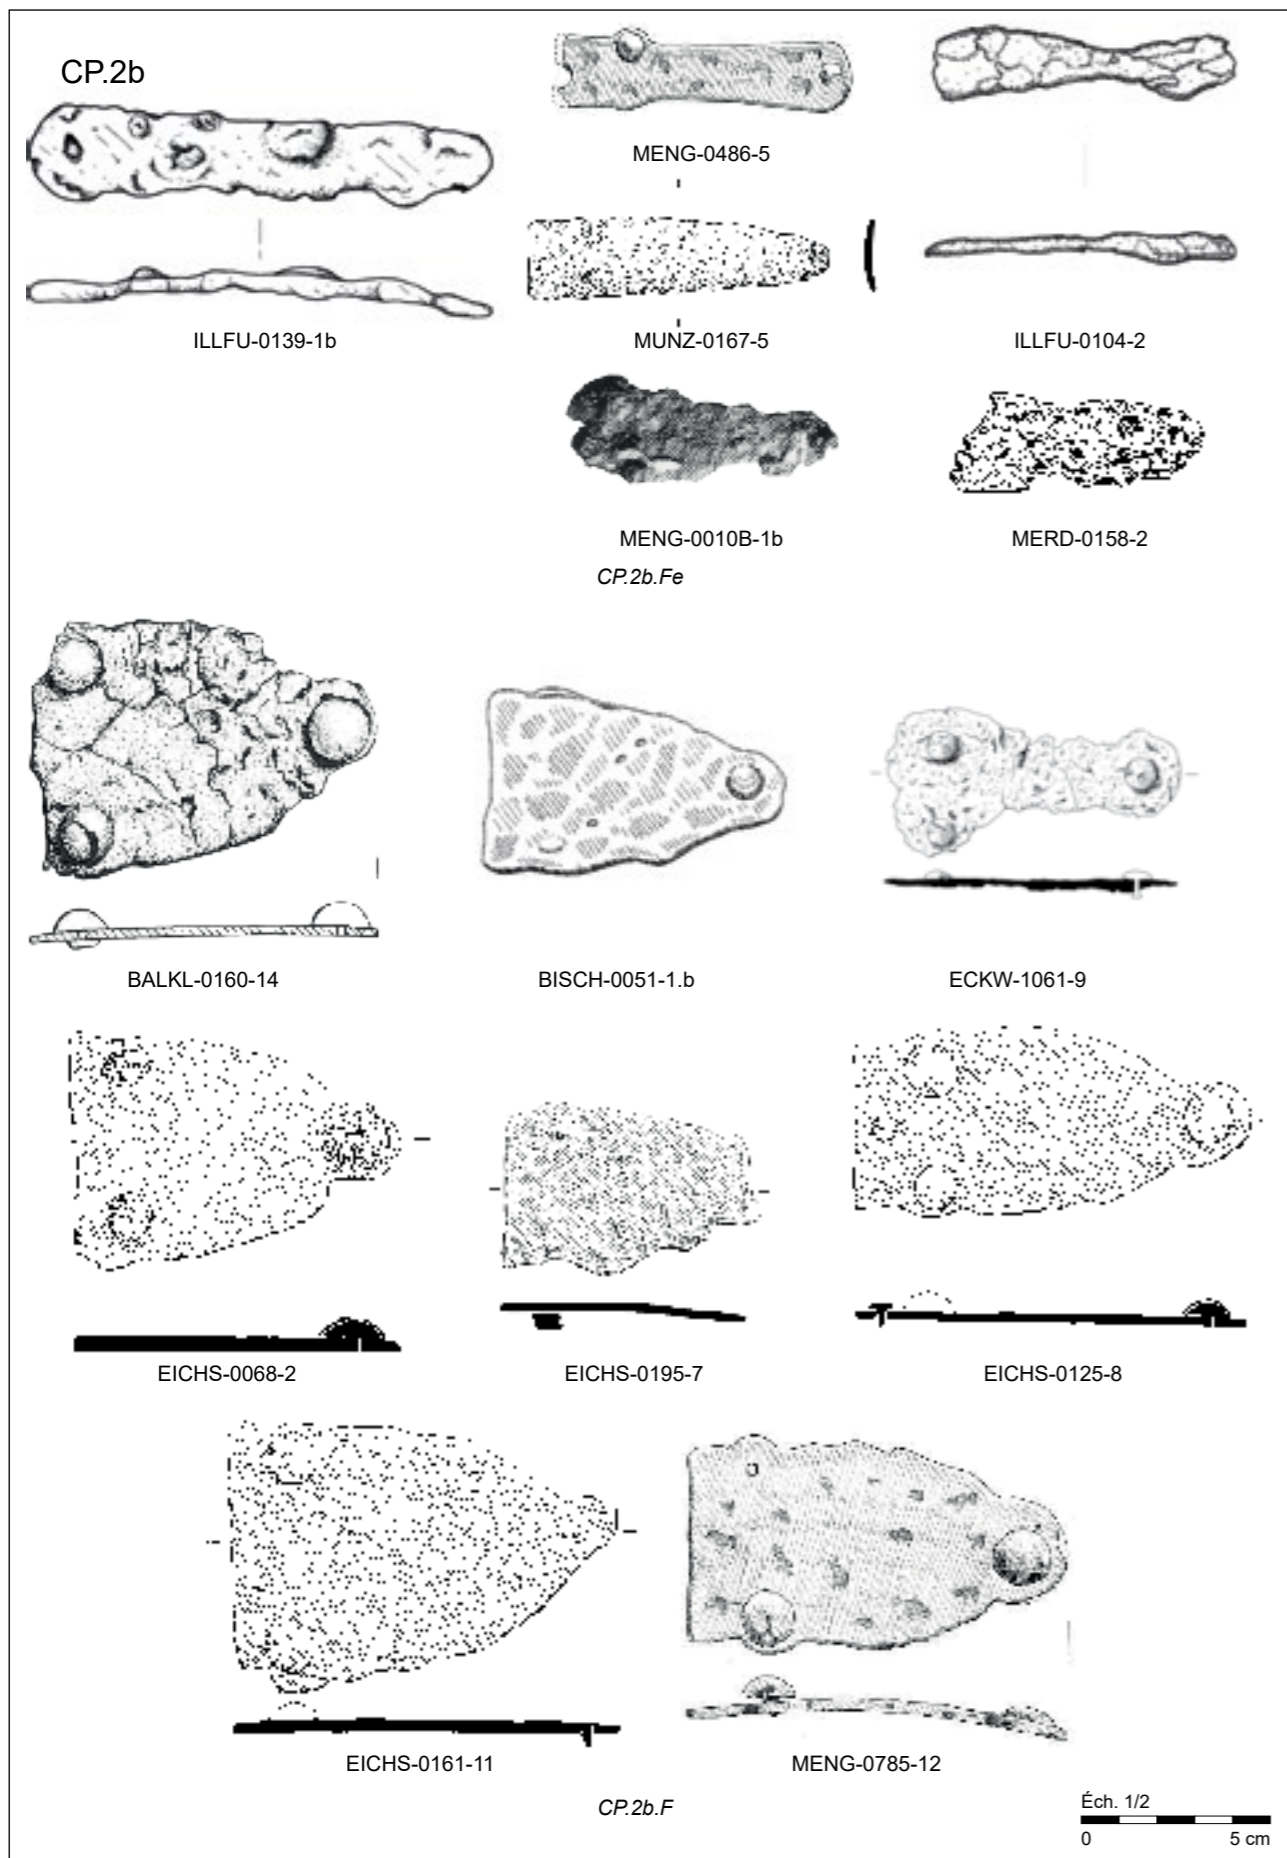 CP.2b
MENG-0486-5
ILLFU-0139-1b
MUNZ-0167-5
ILLFU-0104-2
MENG-0010B-1b
MERD-0158-2
CP.2b.Fe
BALKL-0160-14
BISCH-0051-1.b
ECKW-1061-9
EICHS-0068-2
EICHS-0195-7
EICHS-0125-8
EICHS-0161-11
MENG-0785-12
CP.2b.F
Éch. 1/2
0 5 cm